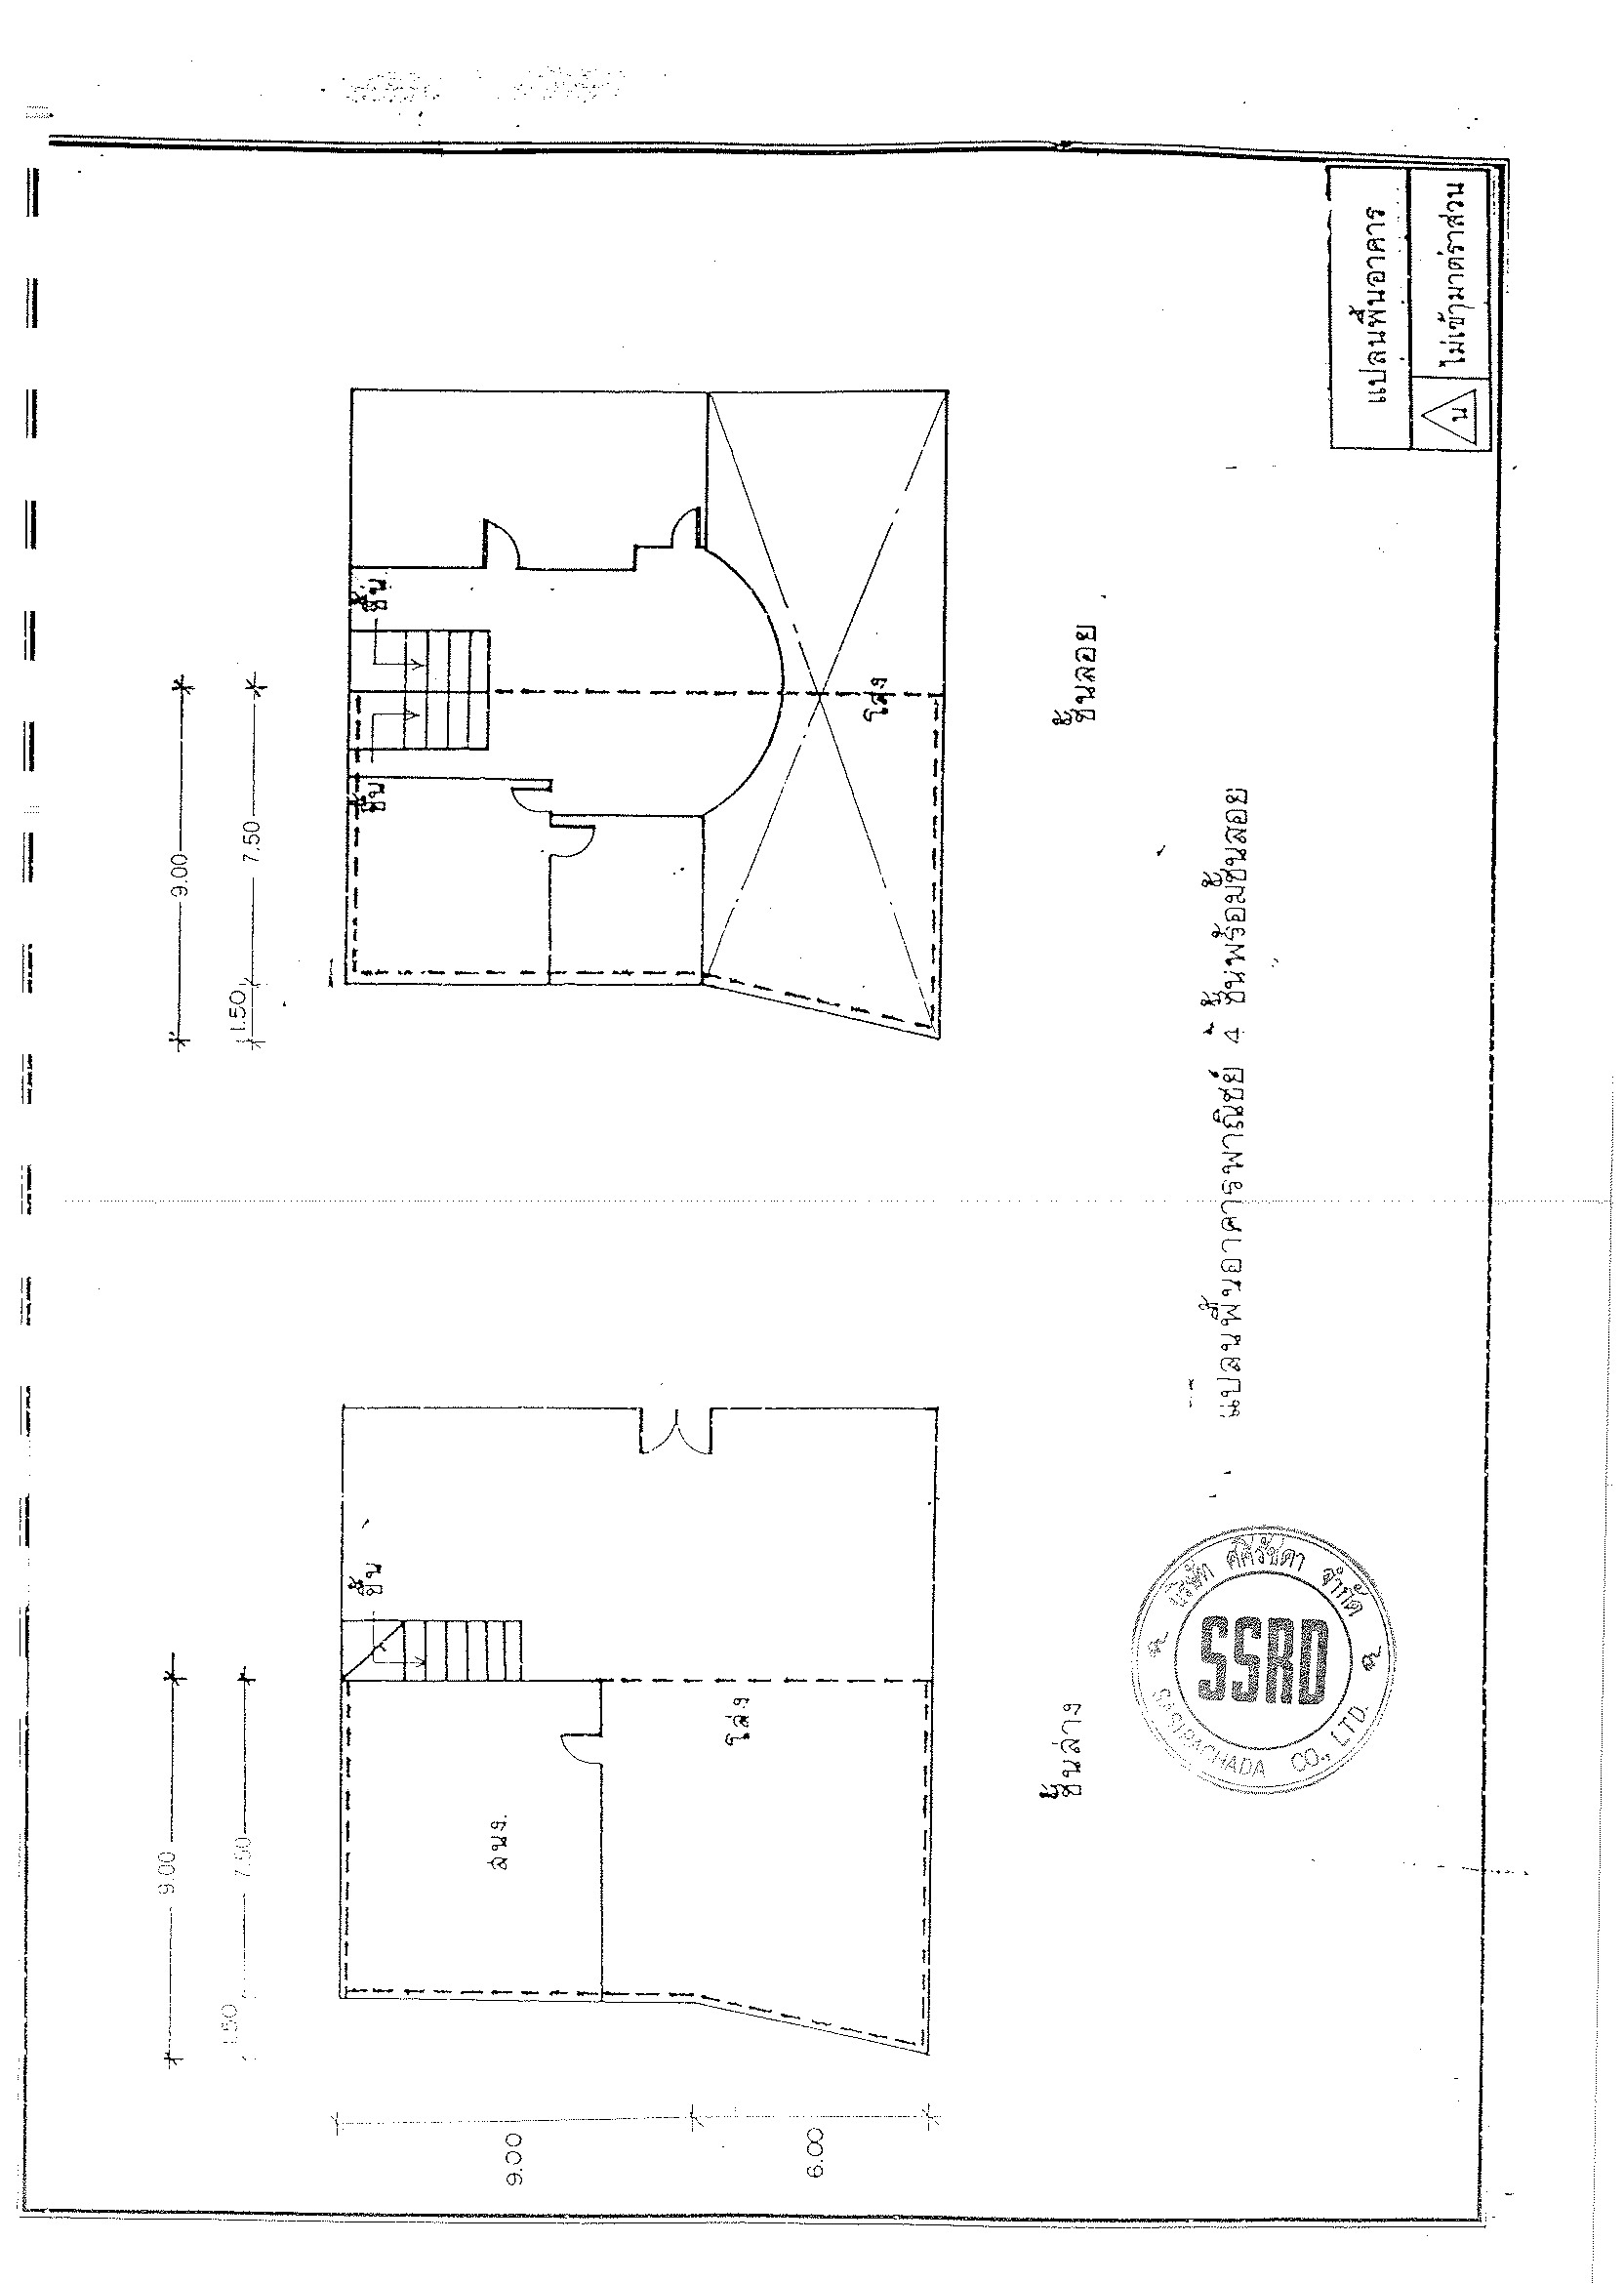 9.00
1.50
7.50
9.00
6.00
สนง.
โล่ง
ขึ้น
ชั้นล่าง
9.00
1.50
7.50
ขึ้น
ขึ้น
โล่ง
ชั้นลอย
แปลนพื้นอาคารพาณิชย์ 4 ชั้นพร้อมชั้นลอย
บริษัท ศศิรัชดา จำกัด
SSRD
SASIRACHADA CO., LTD.
แปลนพื้นอาคาร
น
ไม่เข้ามาตราส่วน